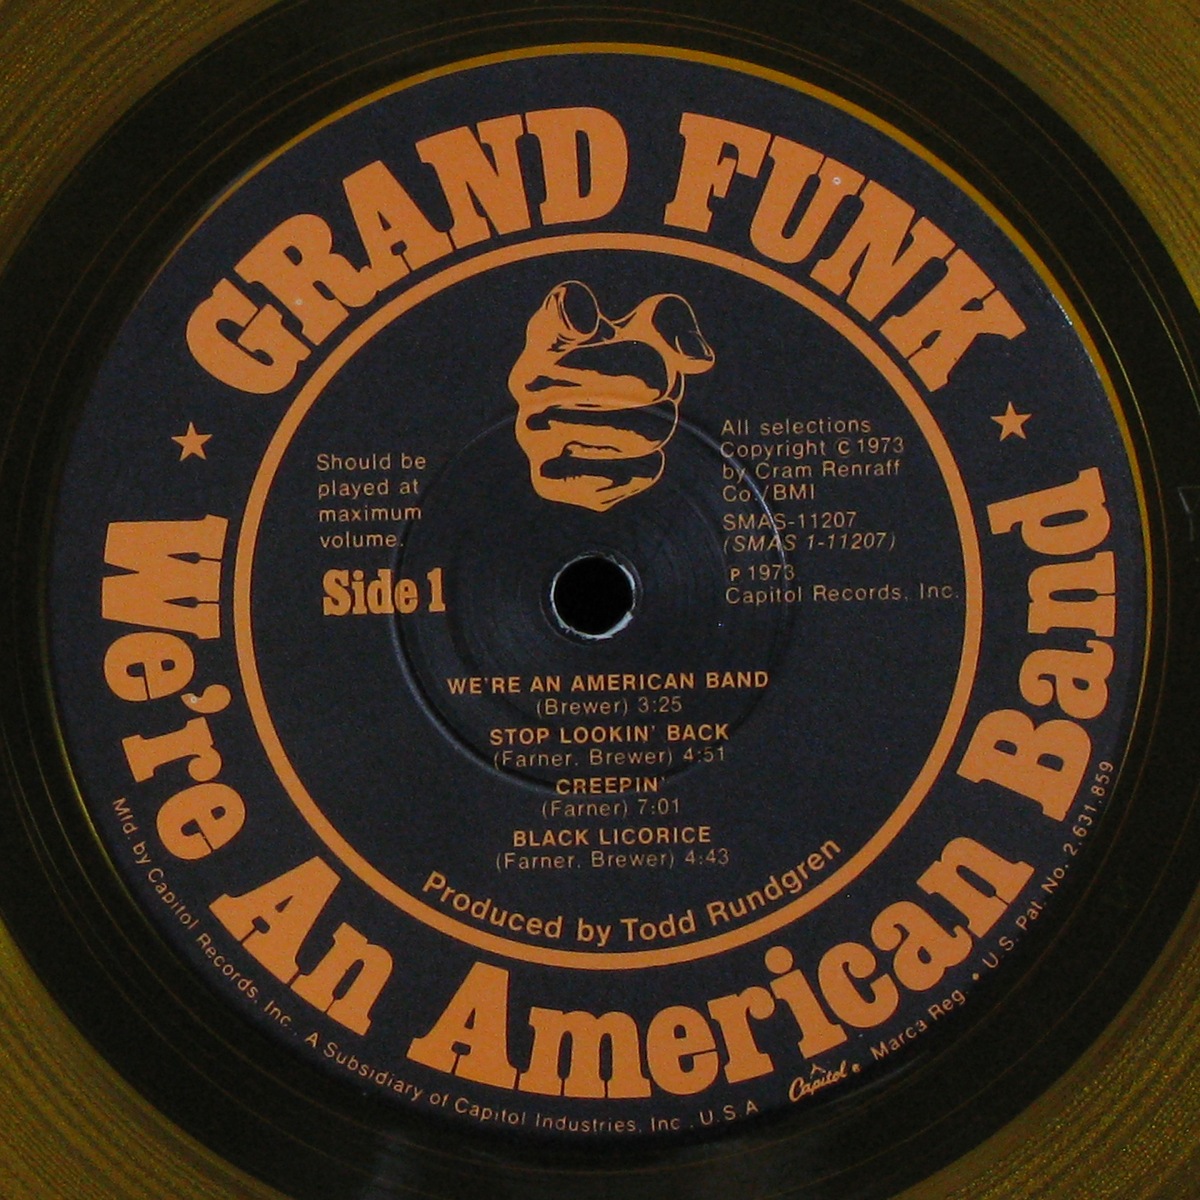 GRAND FUNK
Should be
played at
maximum
volume.
Side 1
All selections
Copyright © 1973
by Cram Renraff
Co./BMI
SMAS-11207
(SMAS 1-11207)
P 1973
Capitol Records, Inc.
WE'RE AN AMERICAN BAND
(Brewer) 3:25
STOP LOOKIN' BACK
(Farner, Brewer) 4:51
CREEPIN'
(Farner) 7:01
BLACK LICORICE
(Farner, Brewer) 4:43
Produced by Todd Rundgren
We're An American Band
Mfd by Capitol Records, Inc., A Subsidiary of Capitol Industries, Inc., U.S.A
Capitol ® Marca Reg. • U.S. Pat. No. 2,631,859